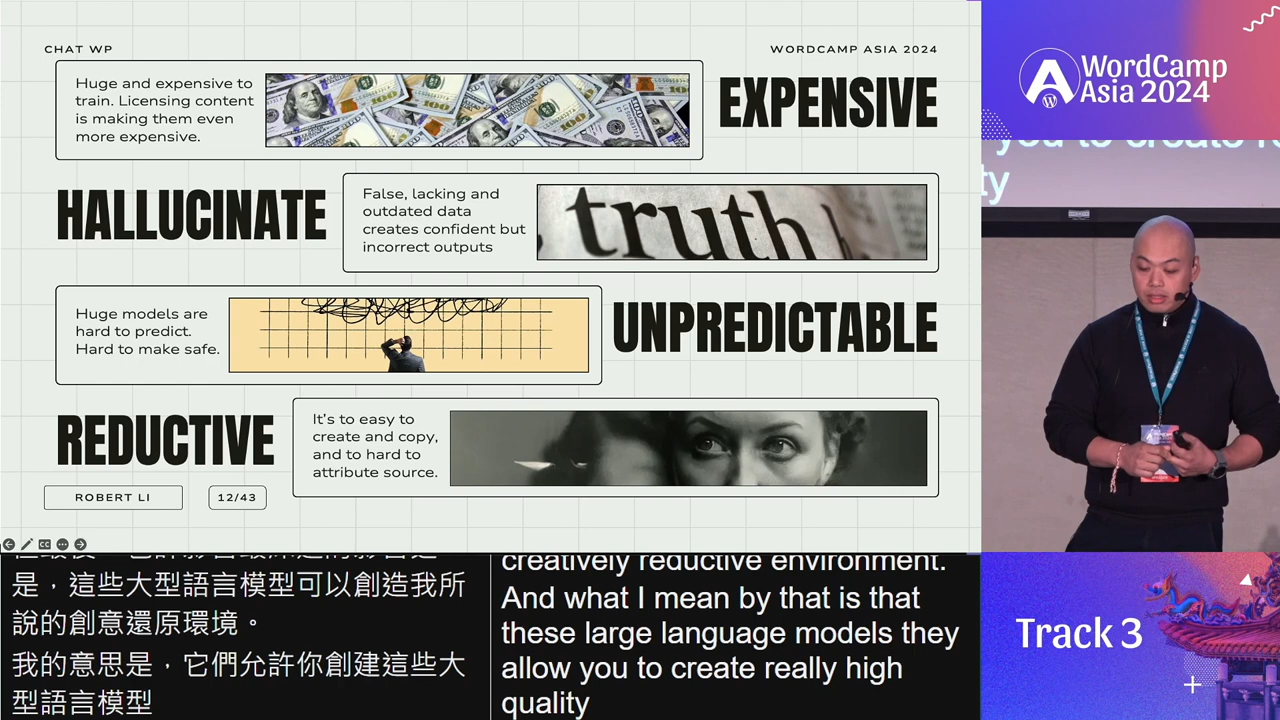 CHAT WP
WORDCAMP ASIA 2024
Huge and expensive to
train. Licensing content
is making them even
more expensive.
EXPENSIVE
HALLUCINATE
False, lacking and
outdated data
creates confident but
incorrect outputs
truth
Huge models are
hard to predict.
Hard to make safe.
UNPREDICTABLE
REDUCTIVE
It's to easy to
create and copy,
and to hard to
attribute source.
ROBERT LI
12/43
WordCamp
Asia 2024
you to create
ty
是，這些大型語言模型可以創造我所
說的創意還原環境。
我的意思是，它們允許你創建這些大
型語言模型
creatively reductive environment.
And what I mean by that is that
these large language models they
allow you to create really high
quality
Track 3